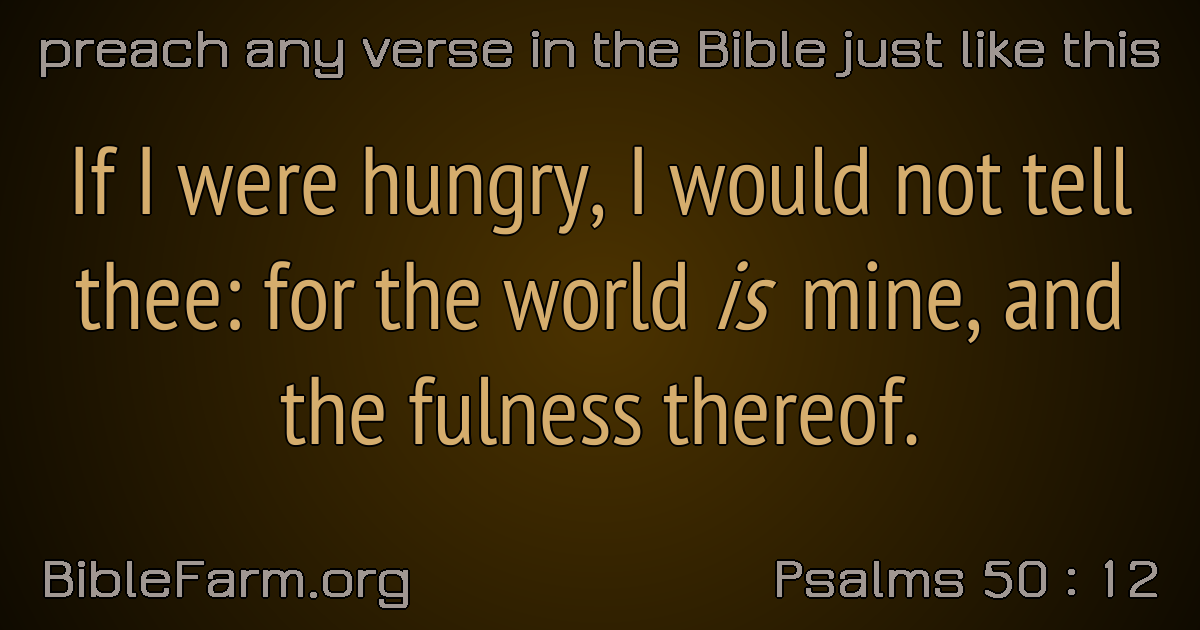 preach any verse in the Bible just like this
If I were hungry, I would not tell
thee: for the world is mine, and
the fulness thereof.
BibleFarm.org
Psalms 50 : 12